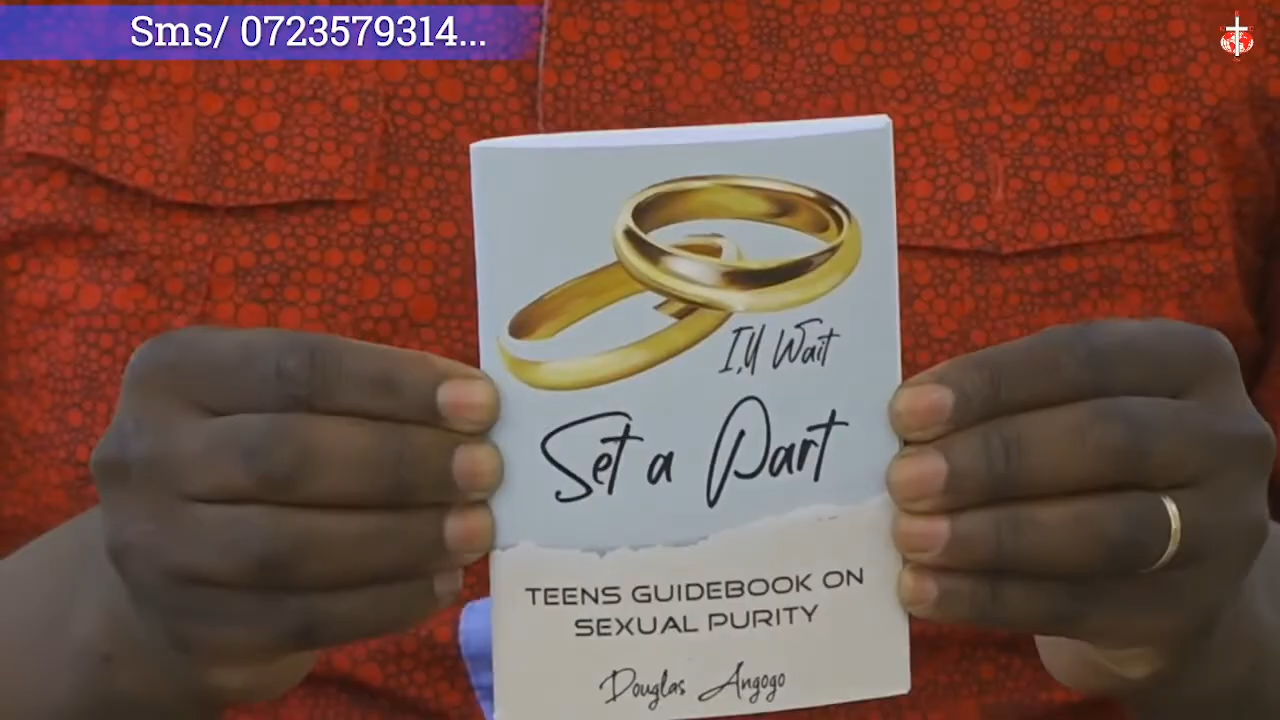 Sms/ 0723579314...
I,ll Wait
Set a Part
TEENS GUIDEBOOK ON
SEXUAL PURITY
Douglas Angogo